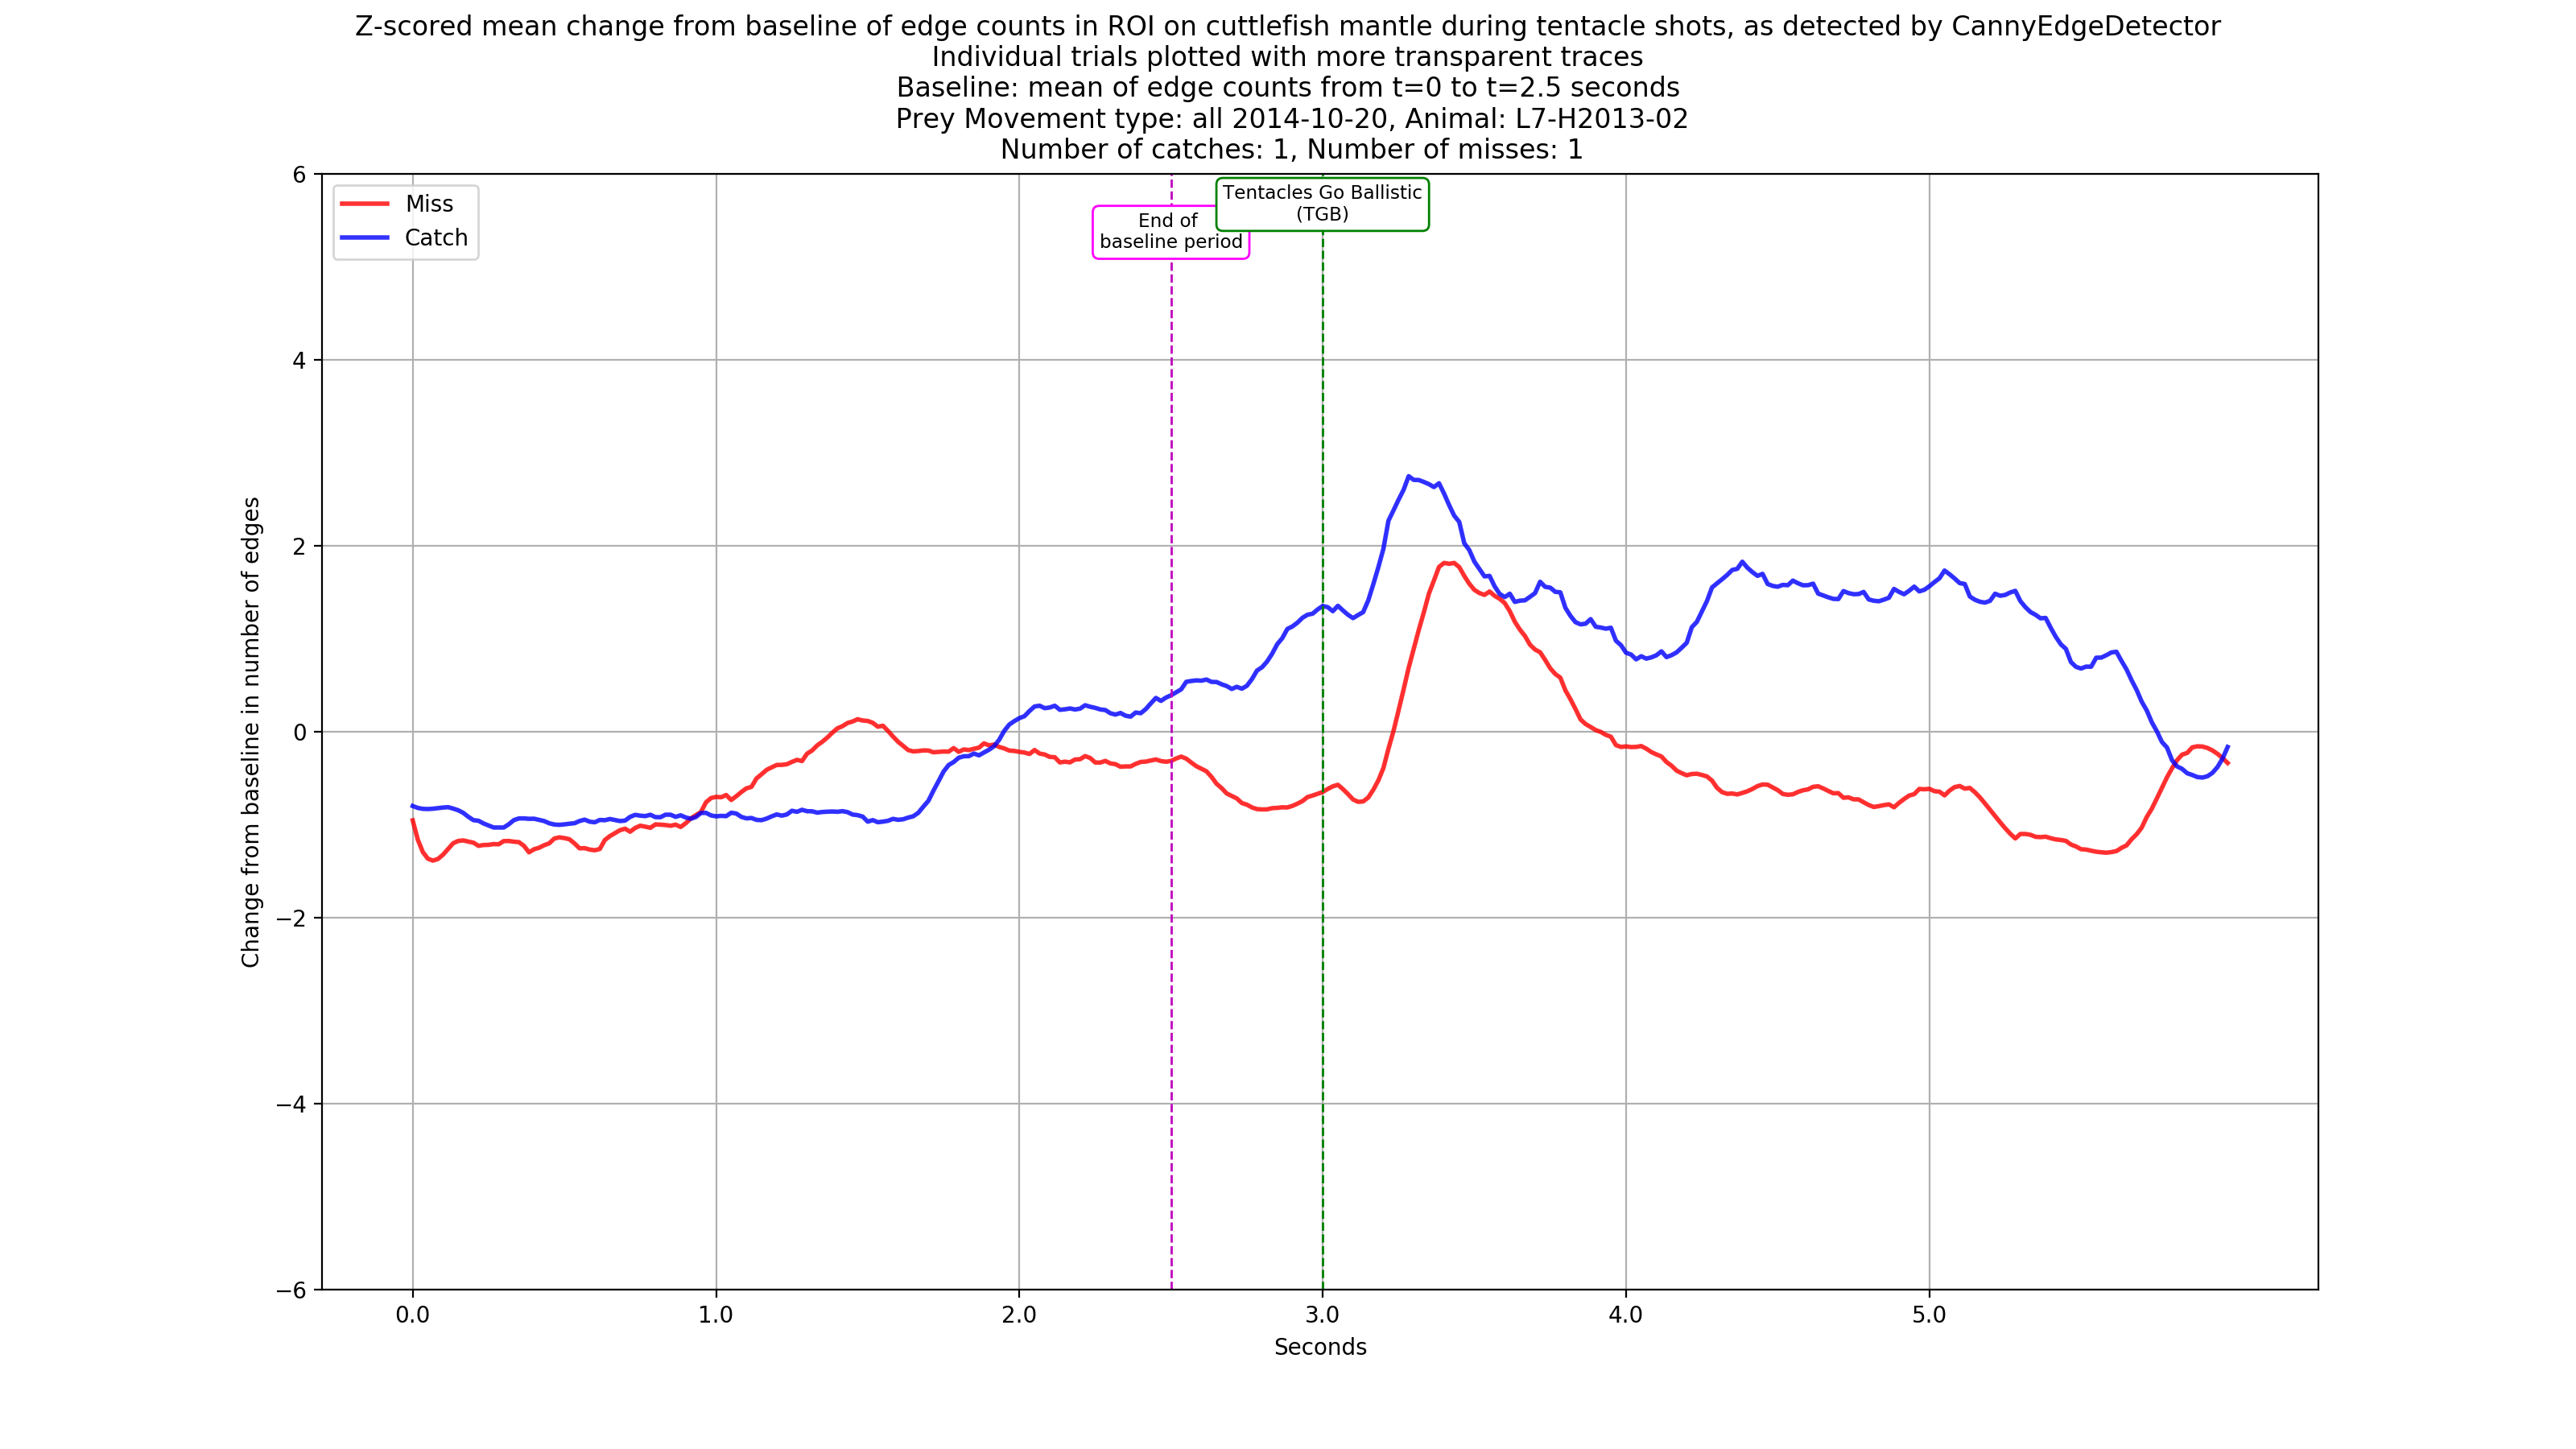 Z-scored mean change from baseline of edge counts in ROI on cuttlefish mantle during tentacle shots, as detected by CannyEdgeDetector
Individual trials plotted with more transparent traces
Baseline: mean of edge counts from t=0 to t=2.5 seconds
Prey Movement type: all 2014-10-20, Animal: L7-H2013-02
Number of catches: 1, Number of misses: 1
Miss
Catch
End of
baseline period
Tentacles Go Ballistic
(TGB)
Change from baseline in number of edges
6
4
2
0
−2
−4
−6
0.0
1.0
2.0
3.0
4.0
5.0
Seconds